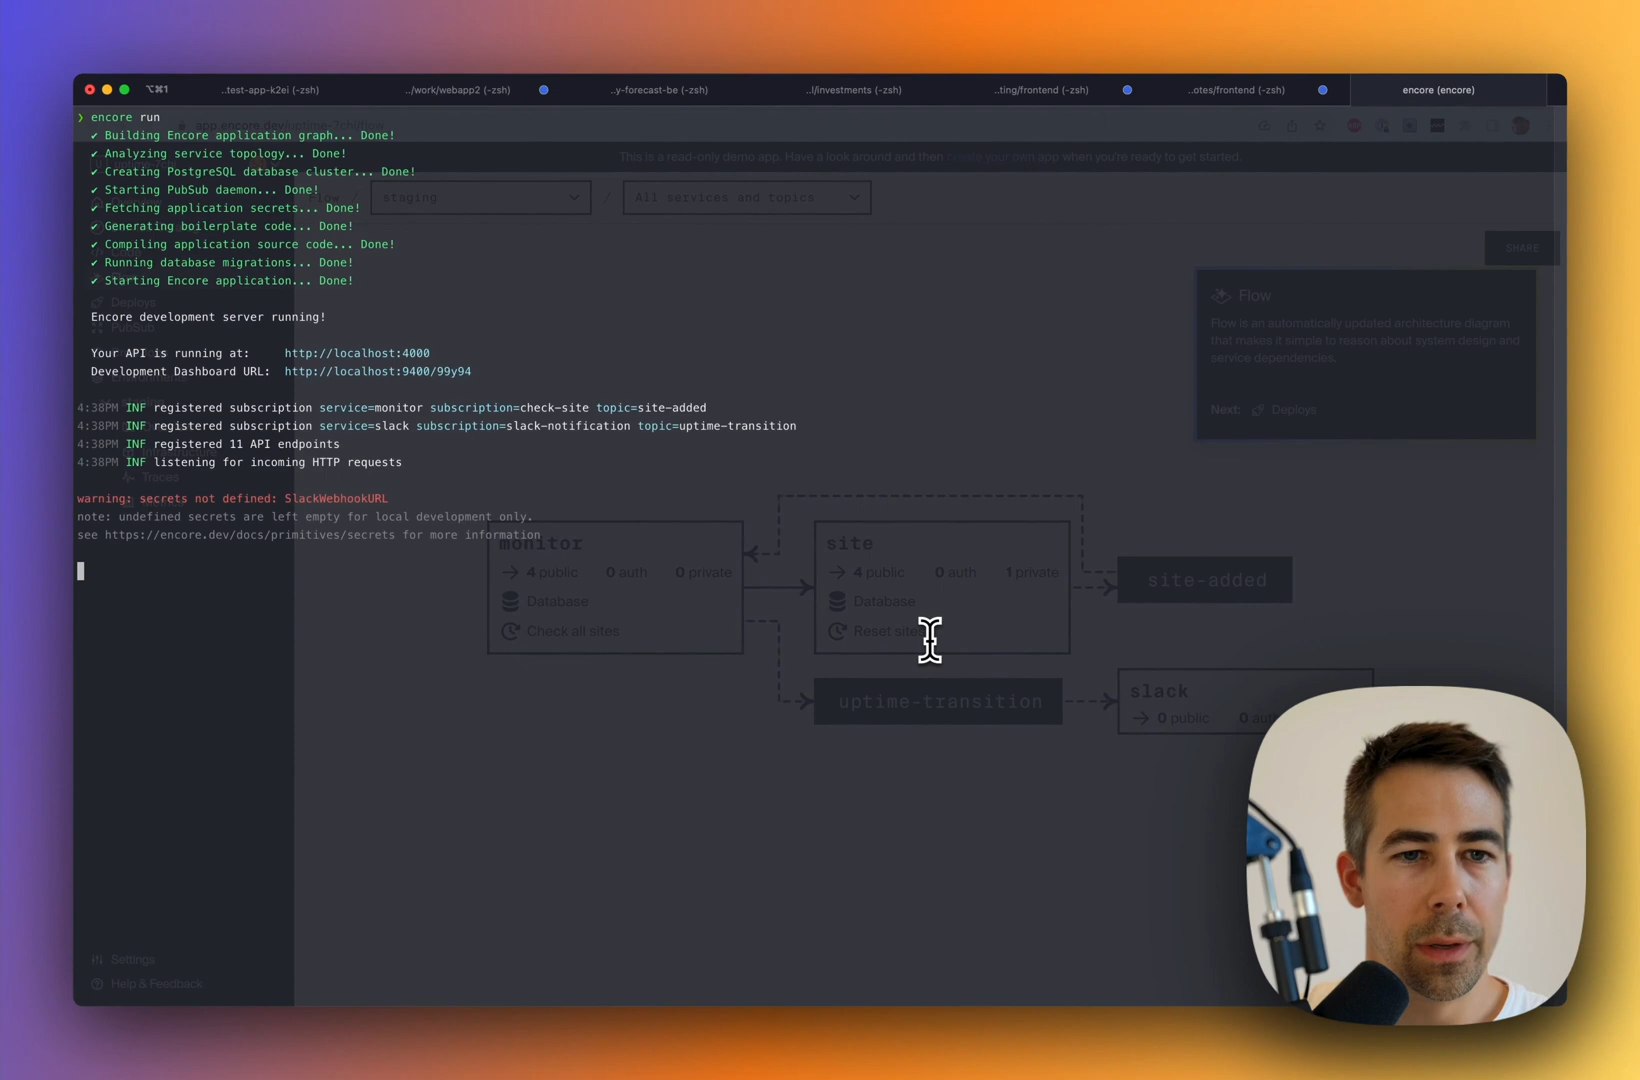 ⌥⌘1
..test-app-k2ei (-zsh)
../work/webapp2 (-zsh)
..y-forecast-be (-zsh)
..l/investments (-zsh)
..ting/frontend (-zsh)
..otes/frontend (-zsh)
encore (encore)
❯ encore run
✔ Building Encore application graph... Done!
✔ Analyzing service topology... Done!
✔ Creating PostgreSQL database cluster... Done!
✔ Starting PubSub daemon... Done!
✔ Fetching application secrets... Done!
✔ Generating boilerplate code... Done!
✔ Compiling application source code... Done!
✔ Running database migrations... Done!
✔ Starting Encore application... Done!
Encore development server running!
Your API is running at: http://localhost:4000
Development Dashboard URL: http://localhost:9400/99y94
4:38PM INF registered subscription service=monitor subscription=check-site topic=site-added
4:38PM INF registered subscription service=slack subscription=slack-notification topic=uptime-transition
4:38PM INF registered 11 API endpoints
4:38PM INF listening for incoming HTTP requests
warning: secrets not defined: SlackWebhookURL
note: undefined secrets are left empty for local development only.
see https://encore.dev/docs/primitives/secrets for more information
This is a read-only demo app. Have a look around and then create your own app when you're ready to get started.
/ staging / All services and topics
SHARE
Flow
Flow is an automatically updated architecture diagram
that makes it simple to reason about system design and
service dependencies.
Next: Deploys
Deploys
PubSub
Traces
Settings
Help & Feedback
monitor
4 public 0 auth 0 private
Database
Check all sites
site
4 public 0 auth 1 private
Database
Reset sites
site-added
uptime-transition
slack
0 public